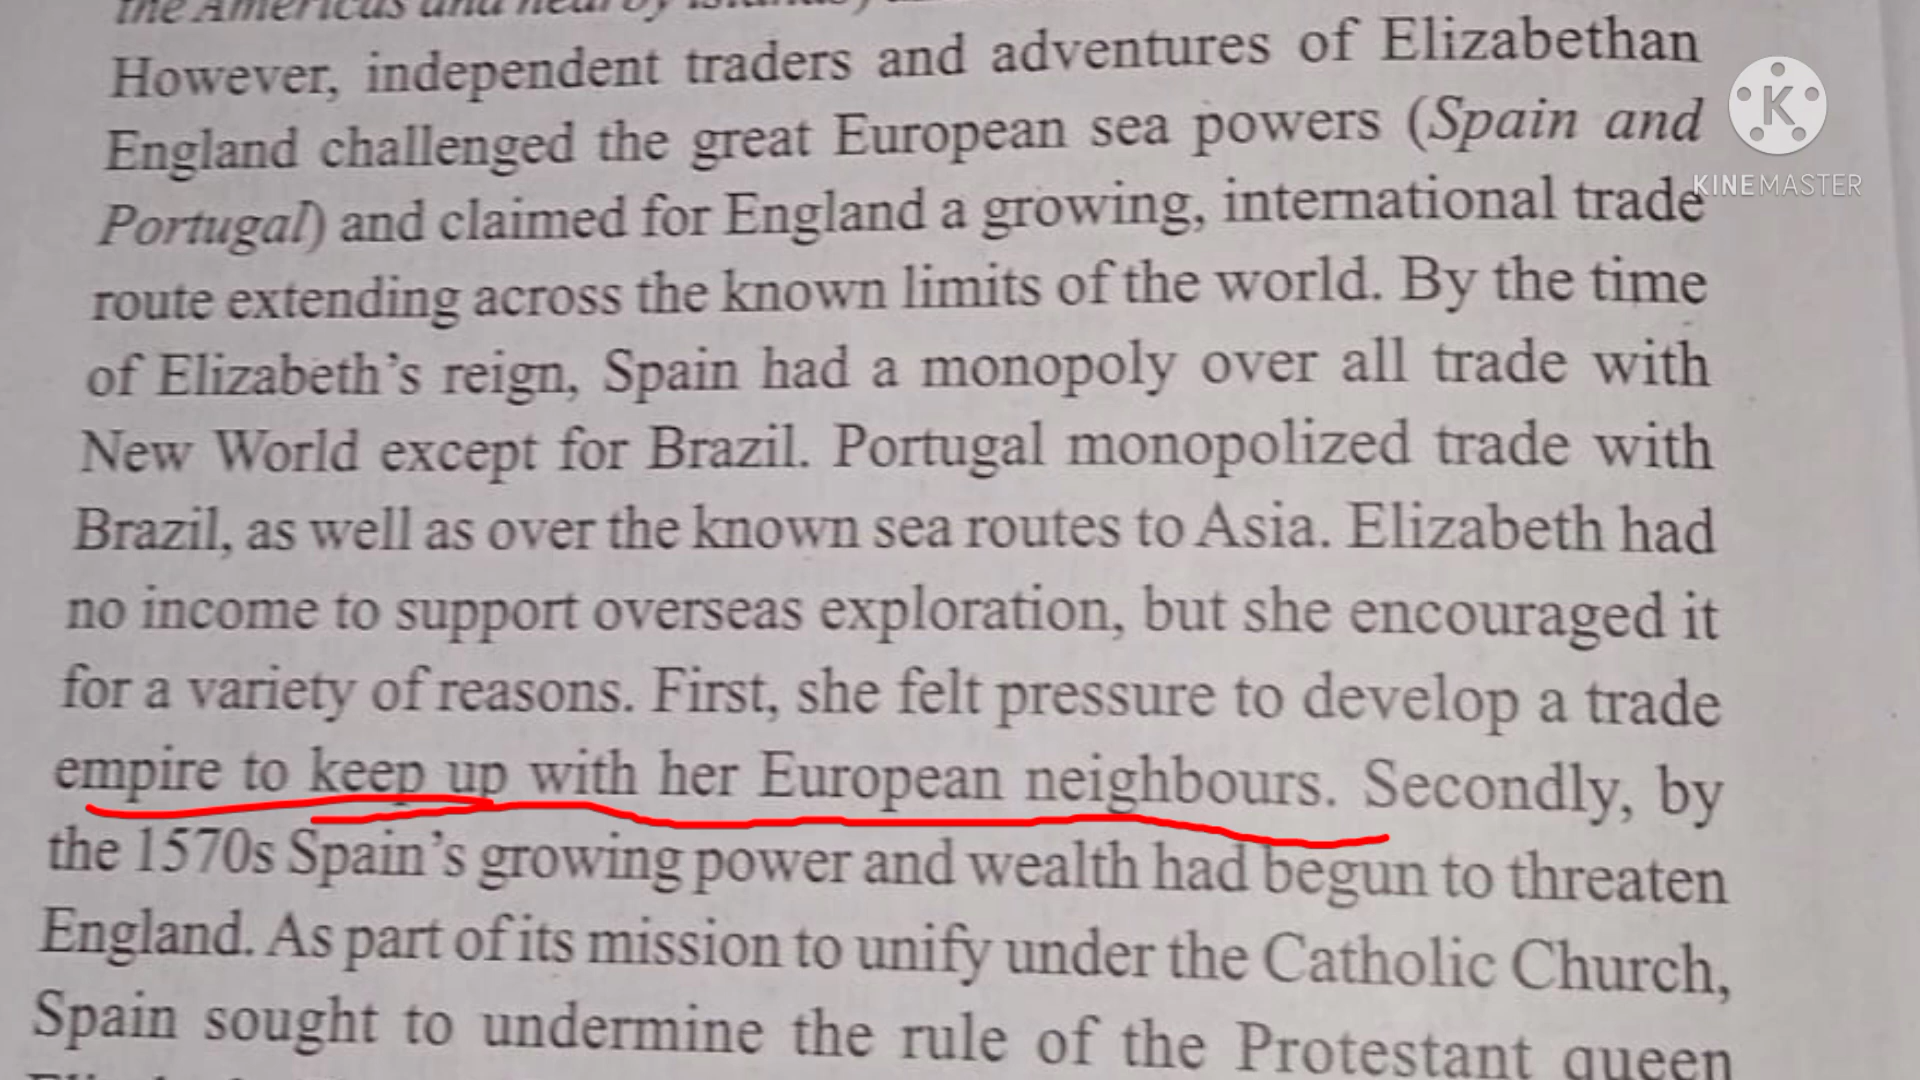 the Americas and nearby islands)
However, independent traders and adventures of Elizabethan
England challenged the great European sea powers (Spain and
Portugal) and claimed for England a growing, international trade
route extending across the known limits of the world. By the time
of Elizabeth's reign, Spain had a monopoly over all trade with
New World except for Brazil. Portugal monopolized trade with
Brazil, as well as over the known sea routes to Asia. Elizabeth had
no income to support overseas exploration, but she encouraged it
for a variety of reasons. First, she felt pressure to develop a trade
empire to keep up with her European neighbours. Secondly, by
the 1570s Spain's growing power and wealth had begun to threaten
England. As part of its mission to unify under the Catholic Church,
Spain sought to undermine the rule of the Protestant queen
K
KINEMASTER